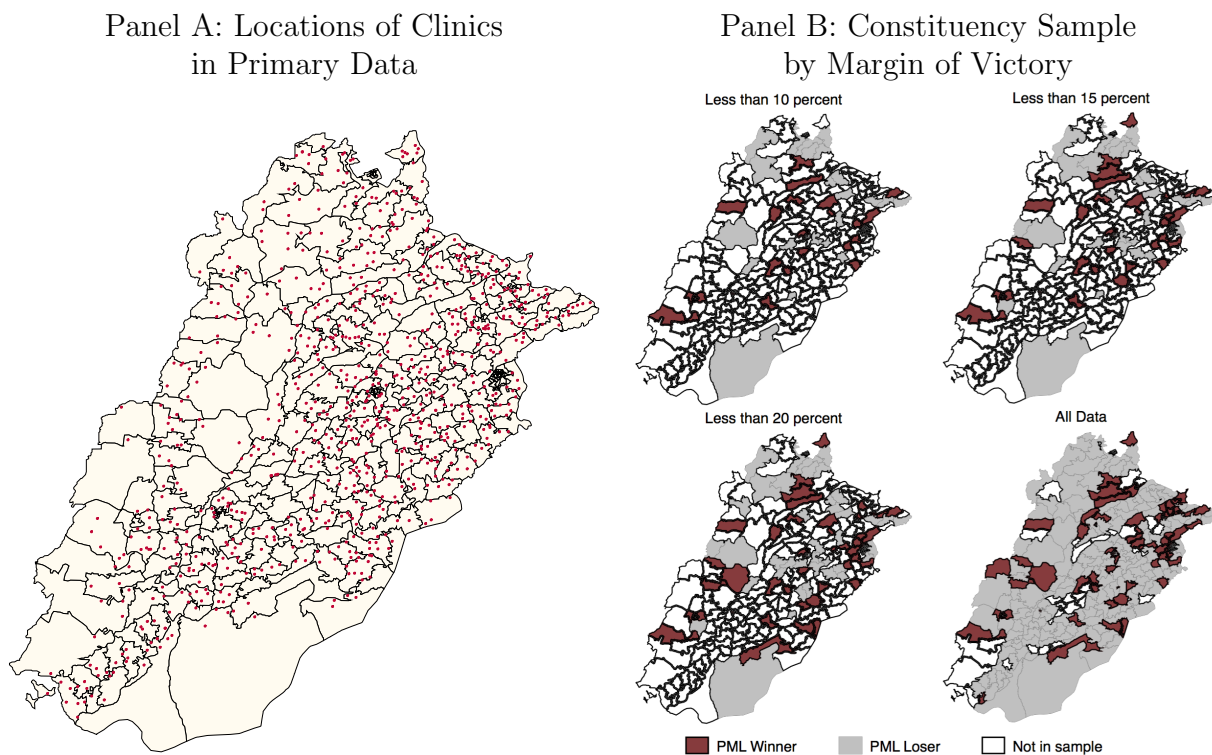 Panel A: Locations of Clinics
in Primary Data
Panel B: Constituency Sample
by Margin of Victory
Less than 10 percent
Less than 15 percent
Less than 20 percent
All Data
PML Winner
PML Loser
Not in sample